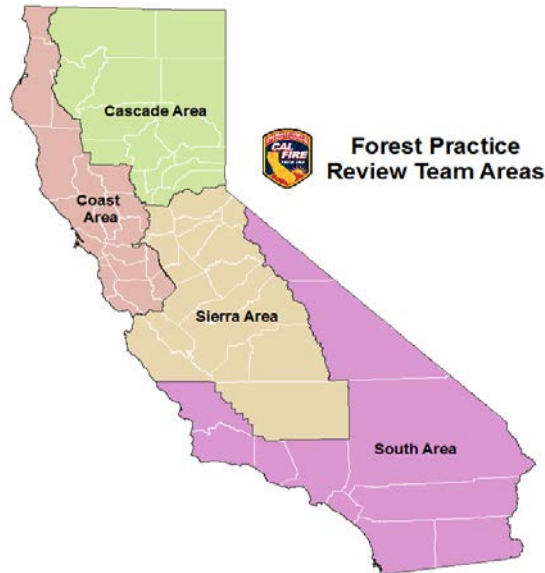 Cascade Area
CAL
FIRE
Forest Practice
Review Team Areas
Coast
Area
Sierra Area
South Area